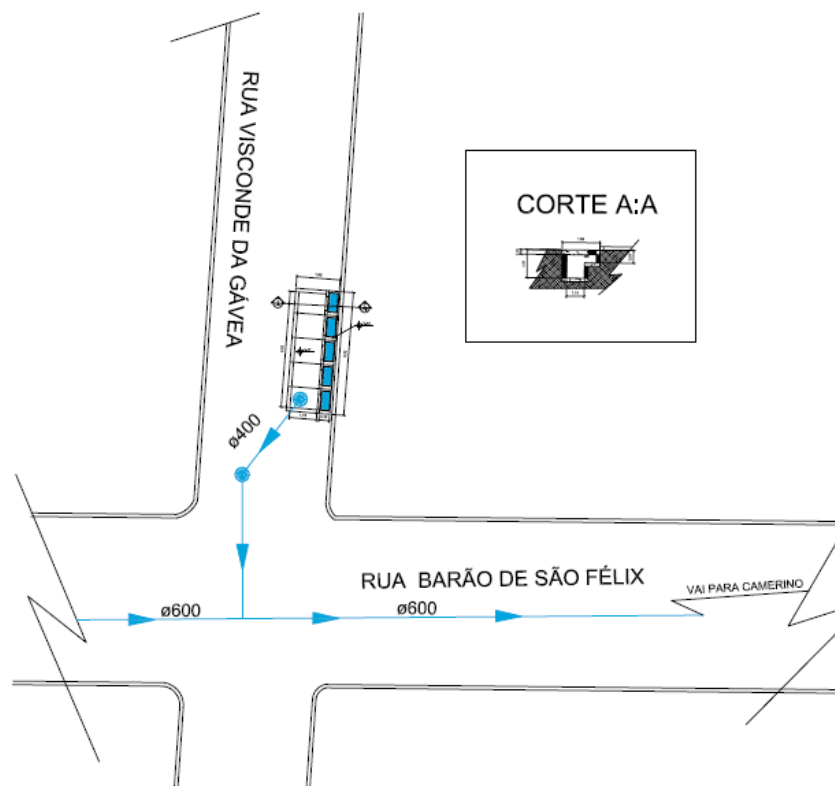 RUA VISCONDE DA GÁVEA
CORTE A:A
ø400
RUA BARÃO DE SÃO FÉLIX
VAI PARA CAMERINO
ø600
ø600